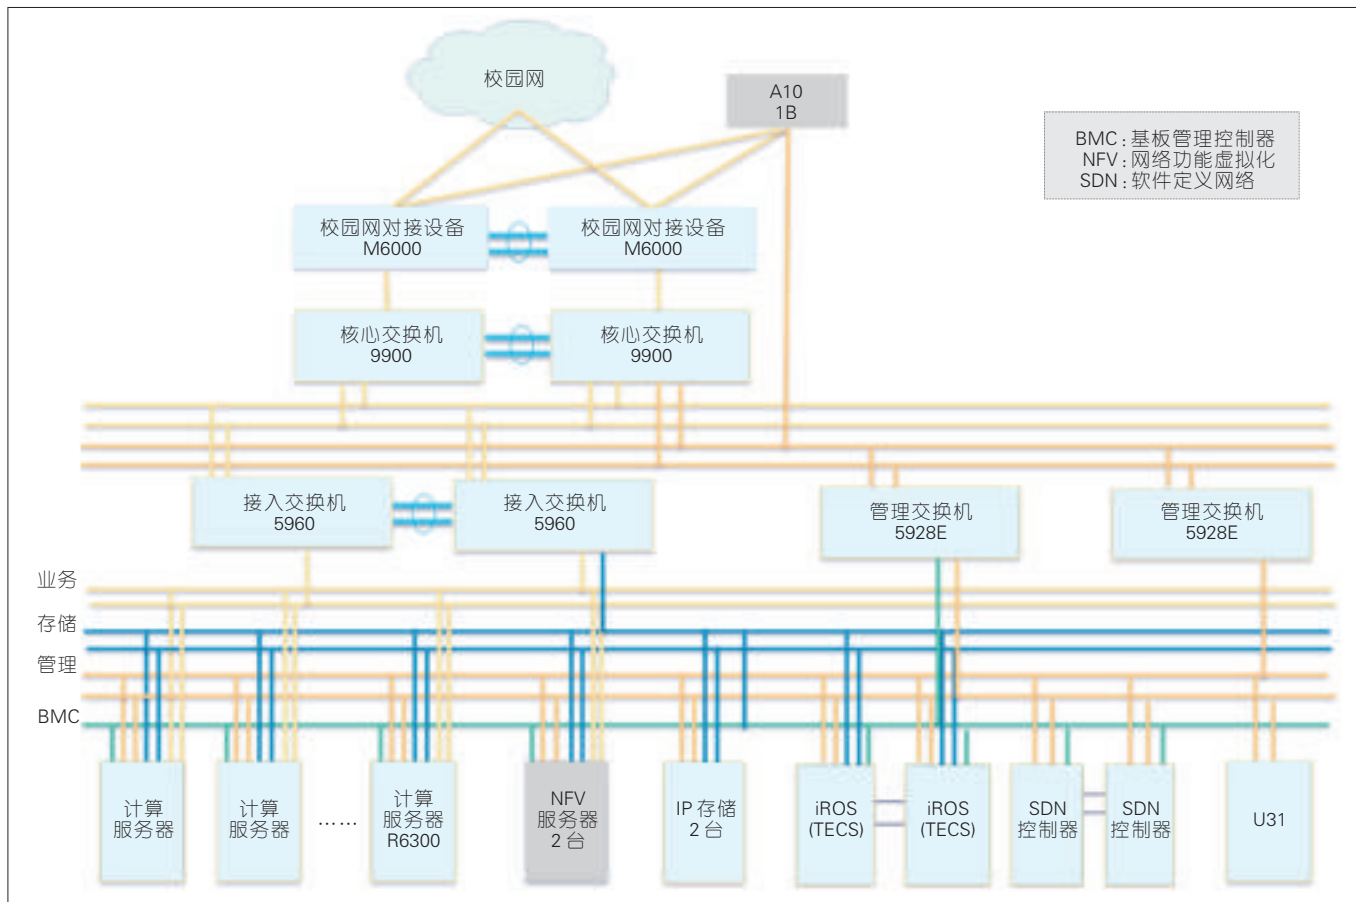 校园网
A10
1B
BMC：基板管理控制器
NFV：网络功能虚拟化
SDN：软件定义网络
校园网对接设备
M6000
校园网对接设备
M6000
核心交换机
9900
核心交换机
9900
接入交换机
5960
接入交换机
5960
管理交换机
5928E
管理交换机
5928E
业务
存储
管理
BMC
计算
服务器
计算
服务器
……
计算
服务器
R6300
NFV
服务器
2台
IP存储
2台
iROS
(TECS)
iROS
(TECS)
SDN
控制器
SDN
控制器
U31